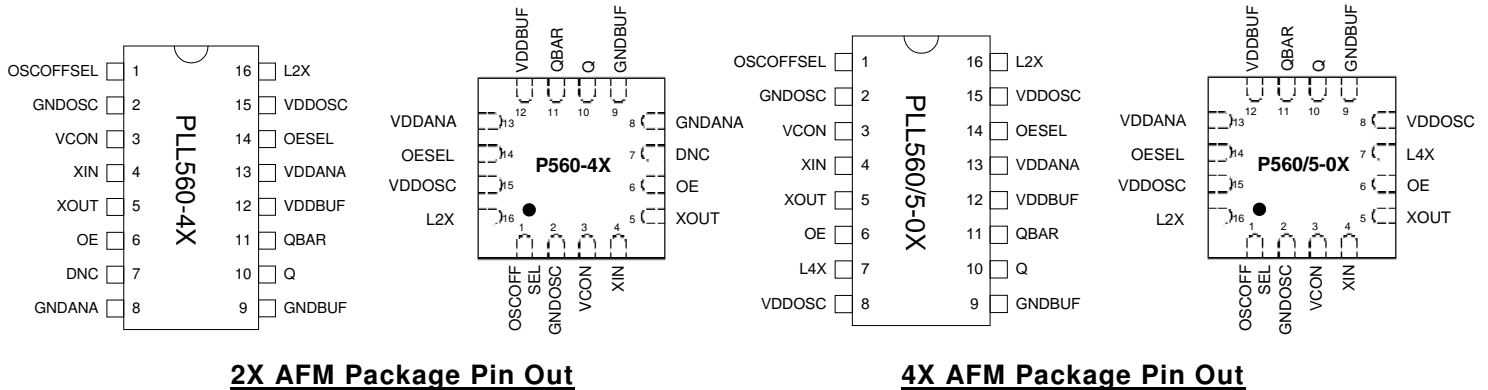 OSCOFFSEL 1 16 L2X
GNDOSC 2 15 VDDOSC
VCON 3 14 OESEL
XIN 4 13 VDDANA
XOUT 5 12 VDDBUF
OE 6 11 QBAR
DNC 7 10 Q
GNDANA 8 9 GNDBUF
PLL560-4X
VDDBUF QBAR Q GNDBUF
12 11 10 9
VDDANA 13 8 GNDANA
OESEL 14 7 DNC
P560-4X
VDDOSC 15 6 OE
L2X 16 5 XOUT
1 2 3 4
OSCOFF SEL GNDOSC VCON XIN
2X AFM Package Pin Out
OSCOFFSEL 1 16 L2X
GNDOSC 2 15 VDDOSC
VCON 3 14 OESEL
XIN 4 13 VDDANA
XOUT 5 12 VDDBUF
OE 6 11 QBAR
L4X 7 10 Q
VDDOSC 8 9 GNDBUF
PLL560/5-0X
VDDBUF QBAR Q GNDBUF
12 11 10 9
VDDANA 13 8 VDDOSC
OESEL 14 7 L4X
P560/5-0X
VDDOSC 15 6 OE
L2X 16 5 XOUT
1 2 3 4
OSCOFF SEL GNDOSC VCON XIN
4X AFM Package Pin Out